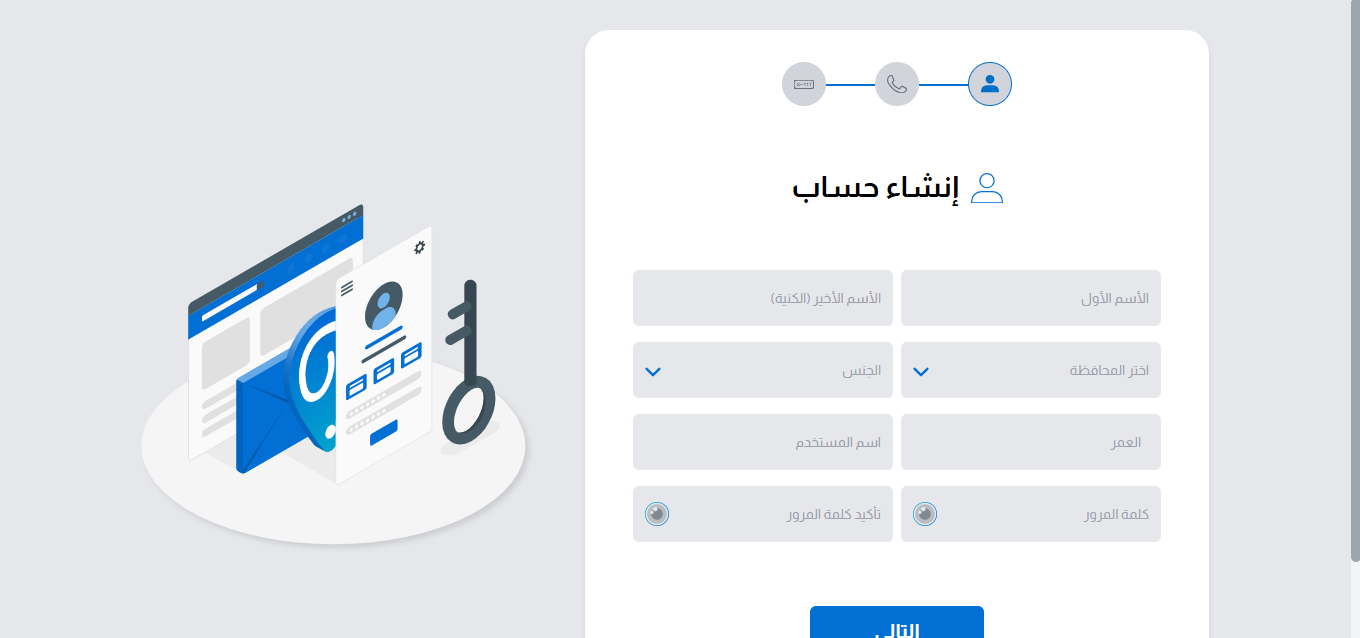 إنشاء حساب
الأسم الأول
الأسم الأخير (الكنية)
اختر المحافظة
الجنس
العمر
اسم المستخدم
كلمة المرور
تأكيد كلمة المرور
التالي